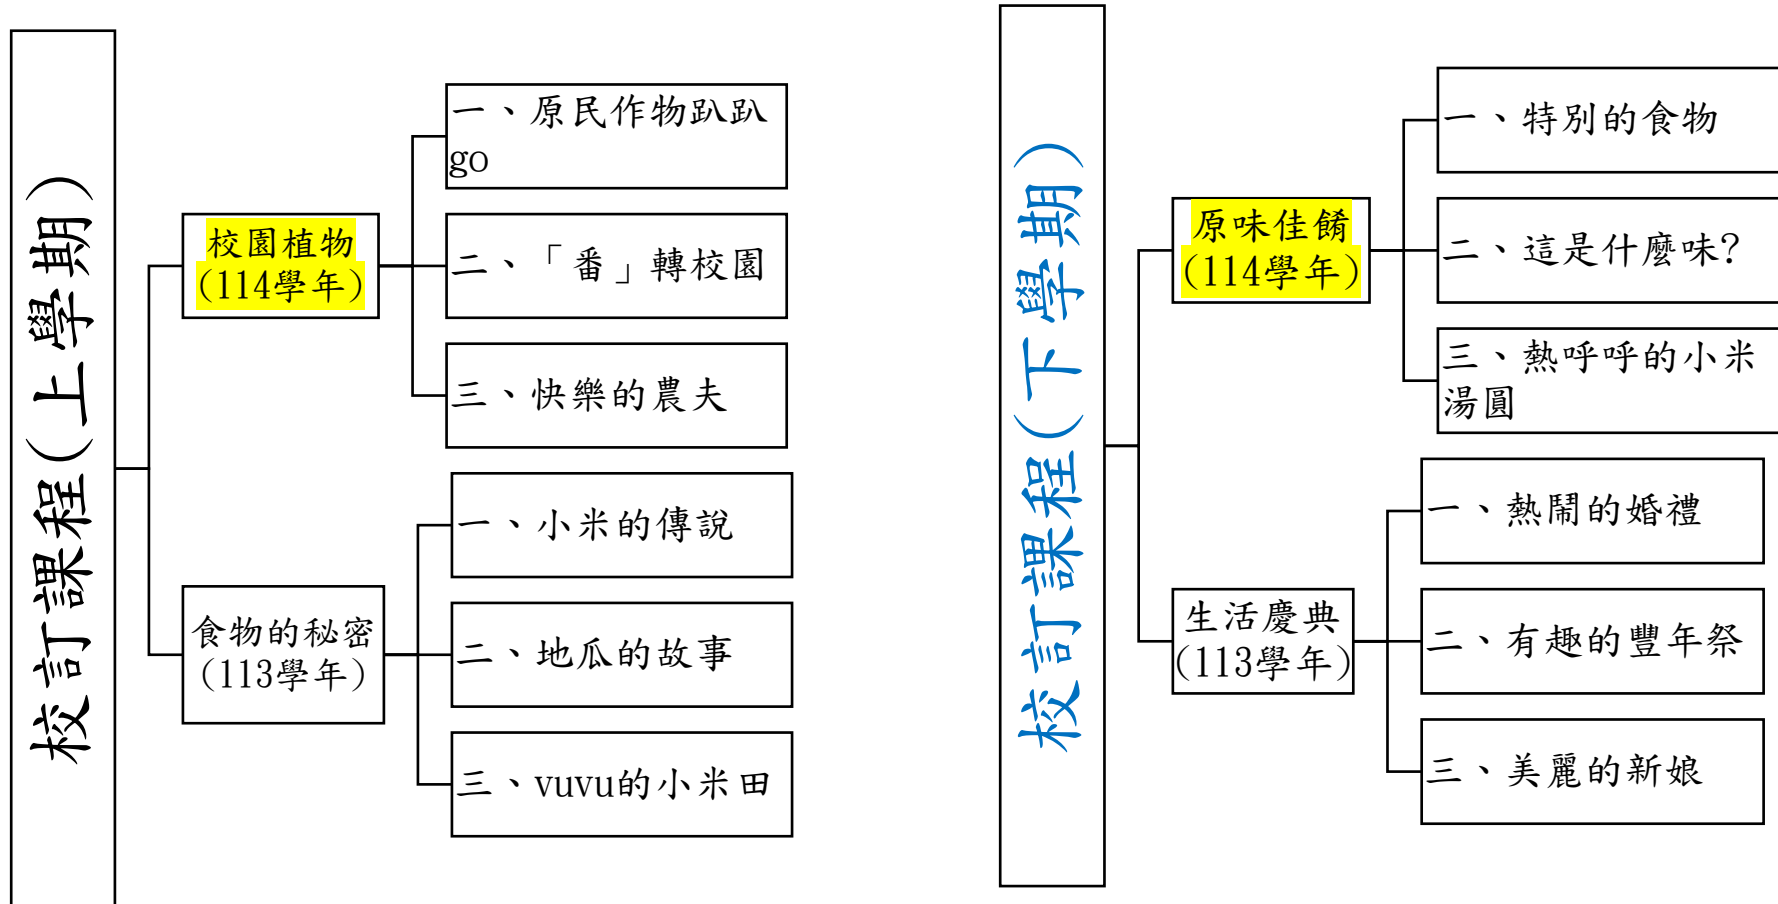 校訂課程(上學期)
校園植物
(114學年)
一、原民作物趴趴
go
二、「番」轉校園
三、快樂的農夫
食物的秘密
(113學年)
一、小米的傳說
二、地瓜的故事
三、vuvu的小米田
校訂課程(下學期)
原味佳餚
(114學年)
一、特別的食物
二、這是什麼味?
三、熱呼呼的小米
湯圓
生活慶典
(113學年)
一、熱鬧的婚禮
二、有趣的豐年祭
三、美麗的新娘